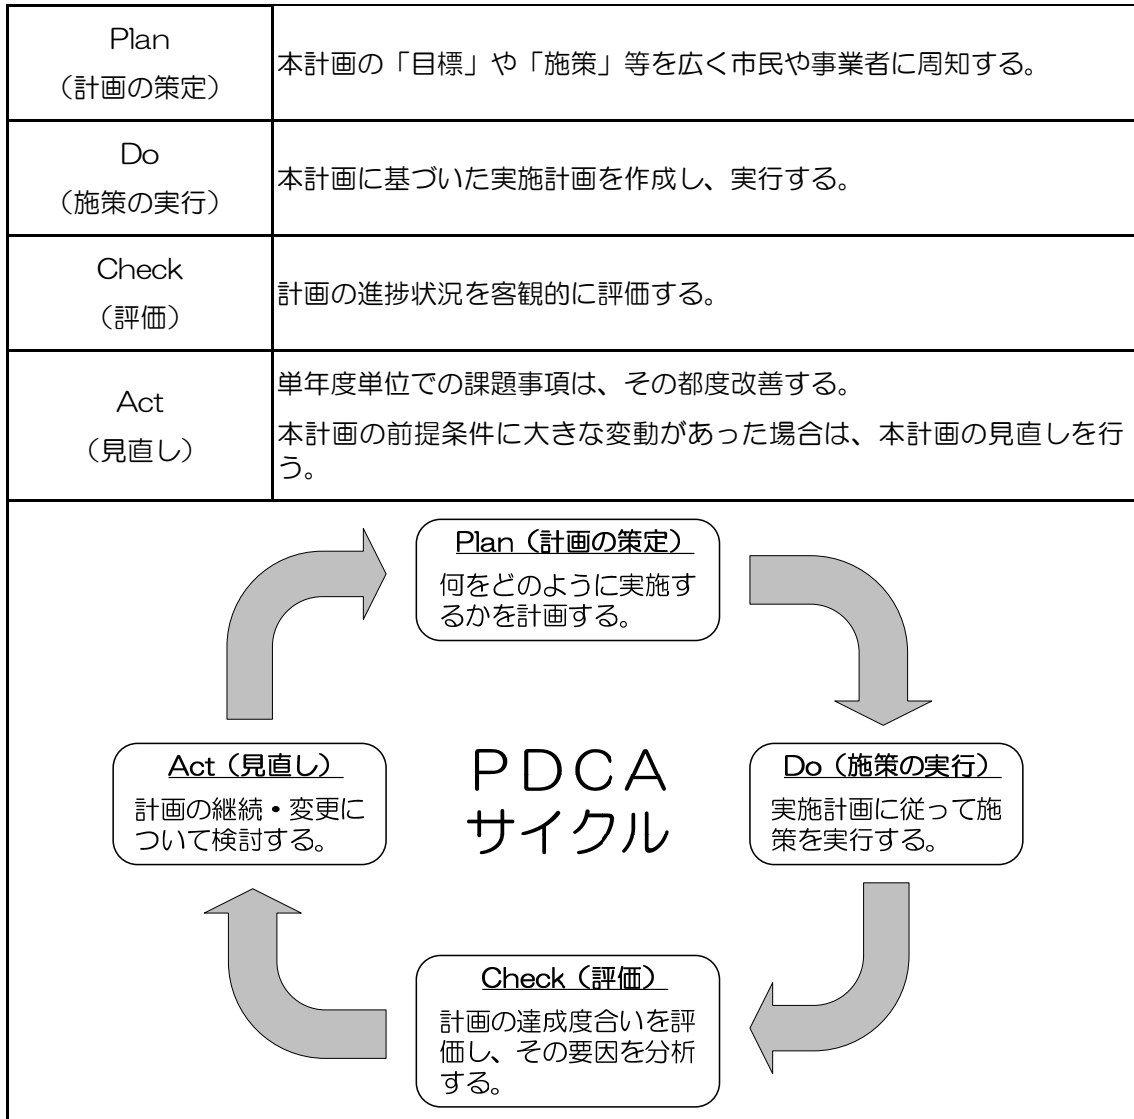 Plan
（計画の策定）
本計画の「目標」や「施策」等を広く市民や事業者に周知する。
Do
（施策の実行）
本計画に基づいた実施計画を作成し、実行する。
Check
（評価）
計画の進捗状況を客観的に評価する。
Act
（見直し）
単年度単位での課題事項は、その都度改善する。
本計画の前提条件に大きな変動があった場合は、本計画の見直しを行
う。
Plan（計画の策定）
何をどのように実施す
るかを計画する。
Act（見直し）
計画の継続・変更に
ついて検討する。
PDCA
サイクル
Do（施策の実行）
実施計画に従って施
策を実行する。
Check（評価）
計画の達成度合いを評
価し、その要因を分析
する。